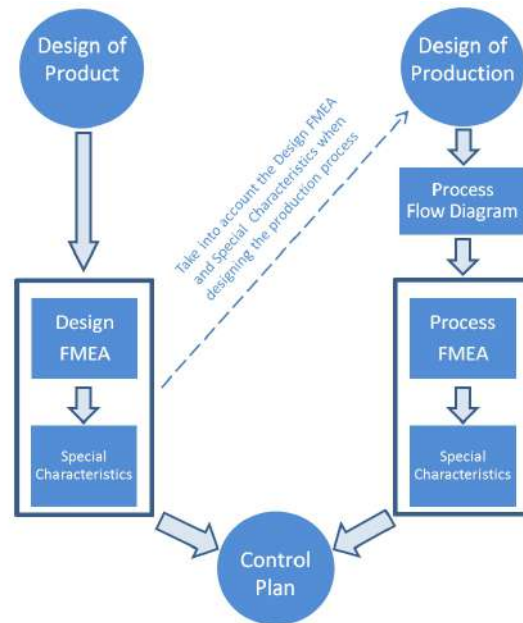 Design of
Product
Design of
Production
Take into account the Design FMEA
and Special Characteristics when
designing the production process
Process
Flow Diagram
Design
FMEA
Process
FMEA
Special
Characteristics
Special
Characteristics
Control
Plan